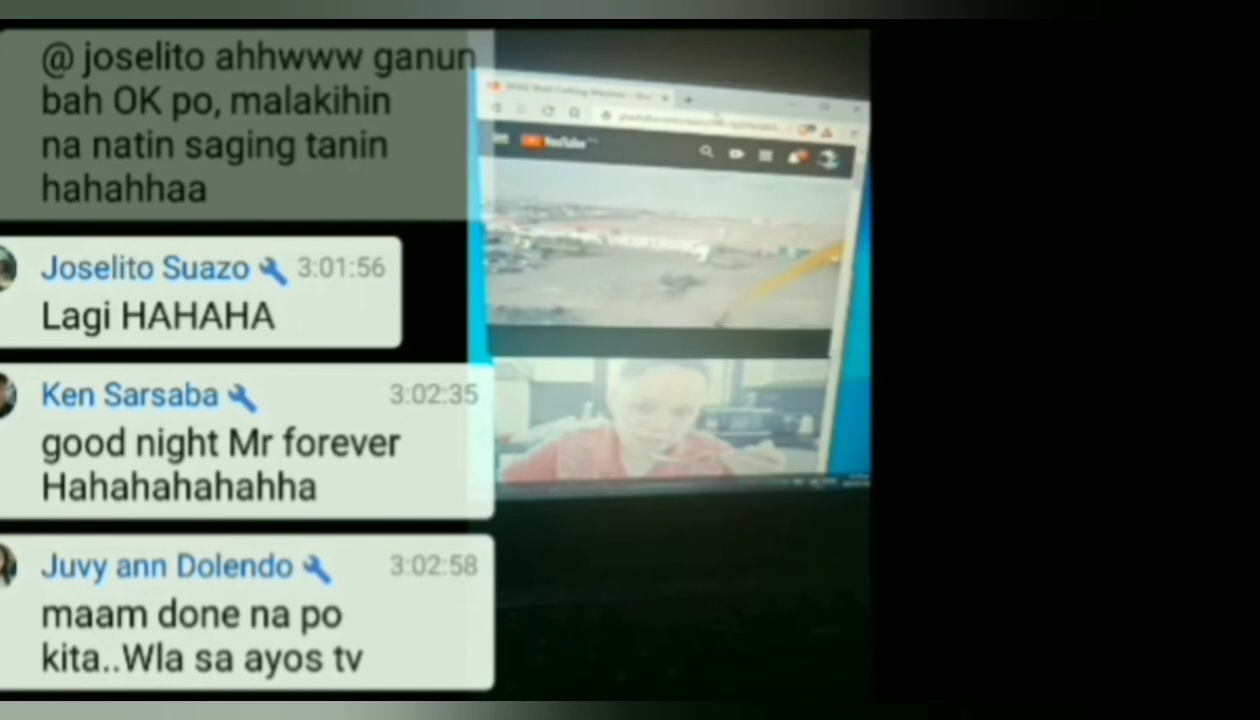 @ joselito ahhwww ganun
bah OK po, malakihin
na natin saging tanin
hahahhaa
Joselito Suazo 3:01:56
Lagi HAHAHA
Ken Sarsaba 3:02:35
good night Mr forever
Hahahahahahha
Juvy ann Dolendo 3:02:58
maam done na po
kita..Wla sa ayos tv
YouTube